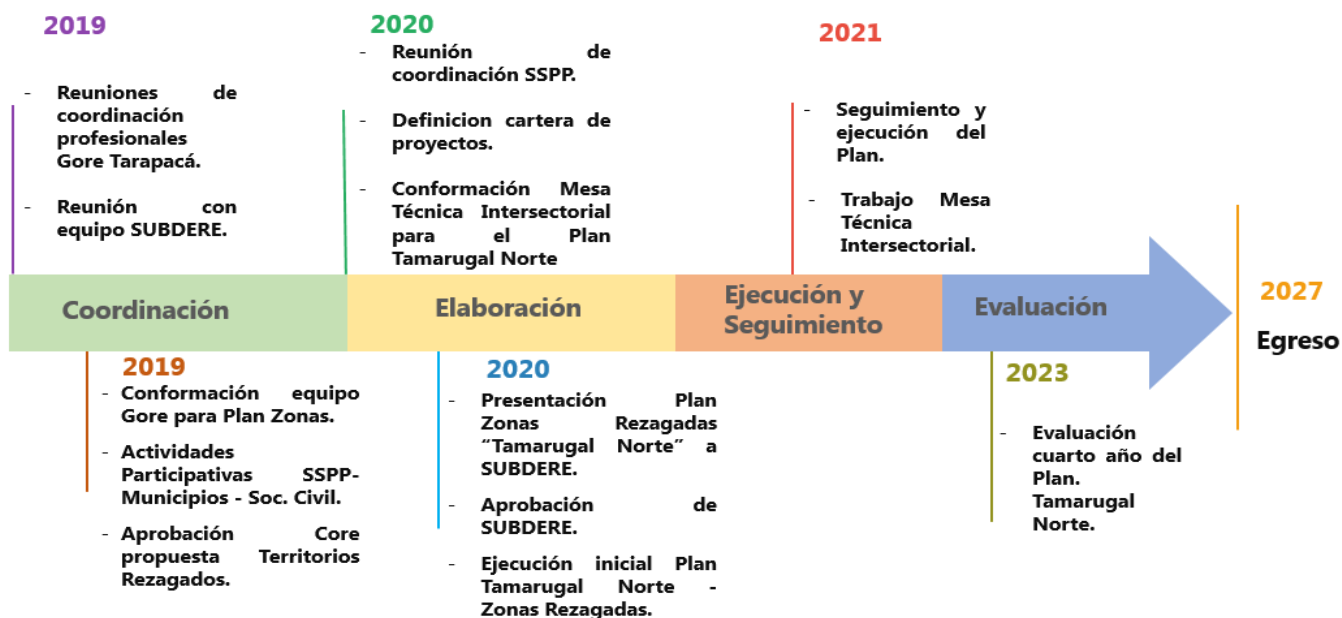 2019
- Reuniones de
coordinación
profesionales
Gore Tarapacá.
- Reunión con
equipo SUBDERE.
2020
- Reunión de
coordinación SSPP.
- Definicion cartera de
proyectos.
- Conformación Mesa
Técnica Intersectorial
para el Plan
Tamarugal Norte
2021
- Seguimiento y
ejecución del
Plan.
- Trabajo Mesa
Técnica
Intersectorial.
Coordinación
Elaboración
Ejecución y
Seguimiento
Evaluación
2027
Egreso
2019
- Conformación equipo
Gore para Plan Zonas.
- Actividades
Participativas SSPP-
Municipios - Soc. Civil.
- Aprobación Core
propuesta Territorios
Rezagados.
2020
- Presentación Plan
Zonas Rezagadas
“Tamarugal Norte” a
SUBDERE.
- Aprobación de
SUBDERE.
- Ejecución inicial Plan
Tamarugal Norte -
Zonas Rezagadas.
2023
- Evaluación
cuarto año del
Plan.
Tamarugal
Norte.